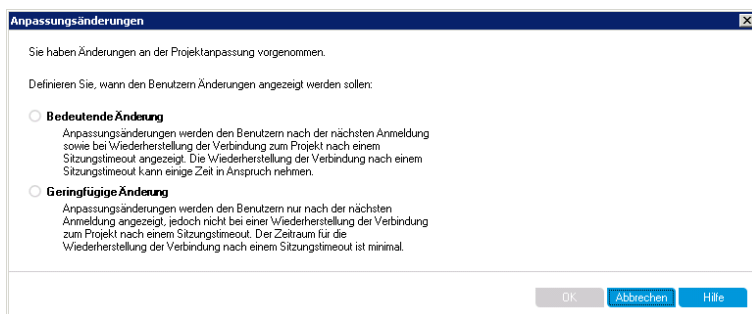 Anpassungsänderungen
Sie haben Änderungen an der Projektanpassung vorgenommen.
Definieren Sie, wann den Benutzern Änderungen angezeigt werden sollen:
Bedeutende Änderung
Anpassungsänderungen werden den Benutzern nach der nächsten Anmeldung
sowie bei Wiederherstellung der Verbindung zum Projekt nach einem
Sitzungstimeout angezeigt. Die Wiederherstellung der Verbindung nach einem
Sitzungstimeout kann einige Zeit in Anspruch nehmen.
Geringfügige Änderung
Anpassungsänderungen werden den Benutzern nur nach der nächsten
Anmeldung angezeigt, jedoch nicht bei einer Wiederherstellung der Verbindung
zum Projekt nach einem Sitzungstimeout. Der Zeitraum für die
Wiederherstellung der Verbindung nach einem Sitzungstimeout ist minimal.
OK Abbrechen Hilfe